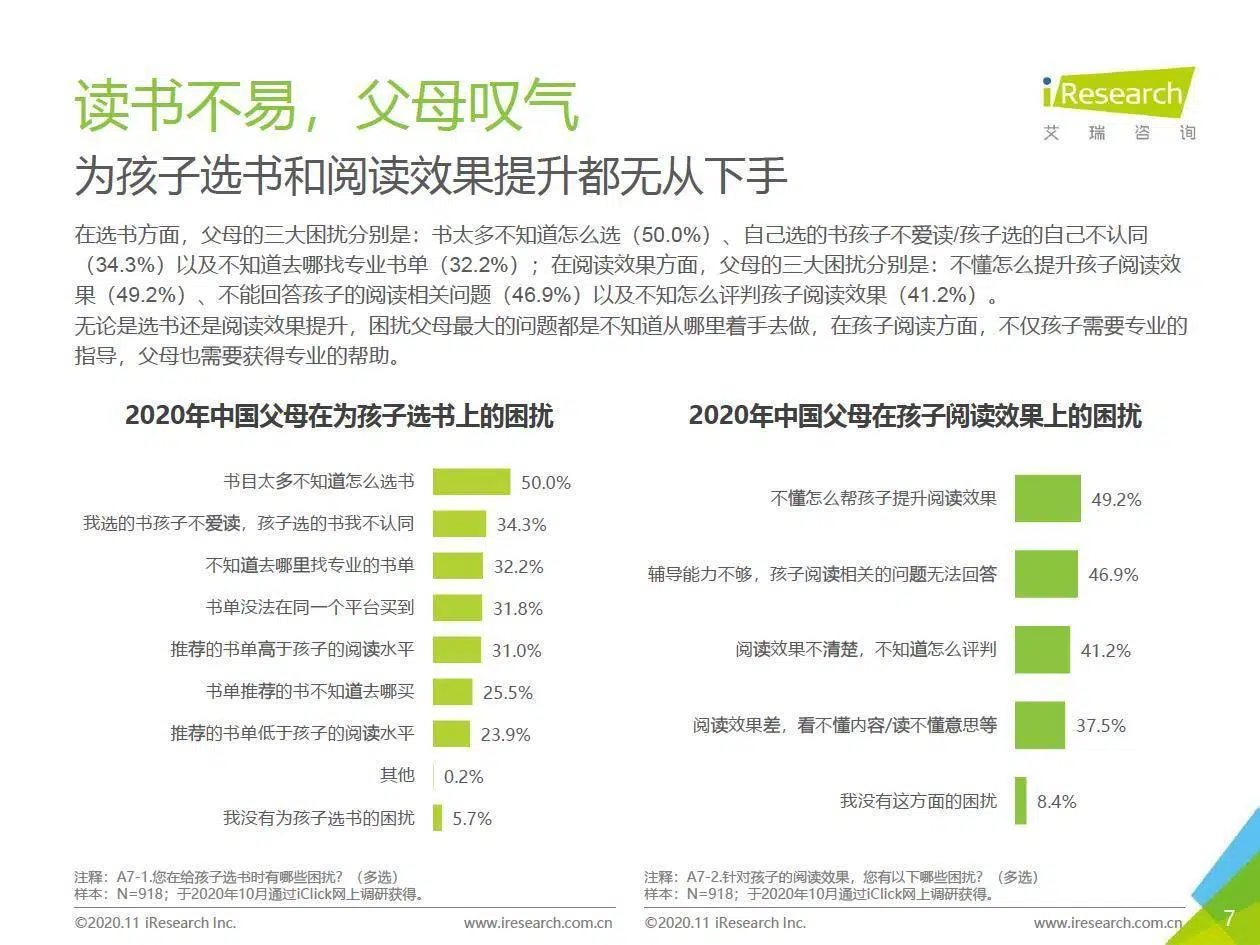 读书不易，父母叹气
iResearch
艾瑞咨询
为孩子选书和阅读效果提升都无从下手
在选书方面，父母的三大困扰分别是：书太多不知道怎么选（50.0%）、自己选的书孩子不爱读/孩子选的自己不认同
（34.3%）以及不知道去哪找专业书单（32.2%）；在阅读效果方面，父母的三大困扰分别是：不懂怎么提升孩子阅读效
果（49.2%）、不能回答孩子的阅读相关问题（46.9%）以及不知怎么评判孩子阅读效果（41.2%）。
无论是选书还是阅读效果提升，困扰父母最大的问题都是不知道从哪里着手去做，在孩子阅读方面，不仅孩子需要专业的
指导，父母也需要获得专业的帮助。
2020年中国父母在为孩子选书上的困扰
书目太多不知道怎么选书 50.0%
我选的书孩子不爱读，孩子选的书我不认同 34.3%
不知道去哪里找专业的书单 32.2%
书单没法在同一个平台买到 31.8%
推荐的书单高于孩子的阅读水平 31.0%
书单推荐的书不知道去哪买 25.5%
推荐的书单低于孩子的阅读水平 23.9%
其他 0.2%
我没有为孩子选书的困扰 5.7%
注释：A7-1.您在给孩子选书时有哪些困扰？（多选）
样本：N=918；于2020年10月通过iClick网上调研获得。
©2020.11 iResearch Inc. www.iresearch.com.cn
2020年中国父母在孩子阅读效果上的困扰
不懂怎么帮孩子提升阅读效果 49.2%
辅导能力不够，孩子阅读相关的问题无法回答 46.9%
阅读效果不清楚，不知道怎么评判 41.2%
阅读效果差，看不懂内容/读不懂意思等 37.5%
我没有这方面的困扰 8.4%
注释：A7-2.针对孩子的阅读效果，您有以下哪些困扰？（多选）
样本：N=918；于2020年10月通过iClick网上调研获得。
©2020.11 iResearch Inc. www.iresearch.com.cn
7